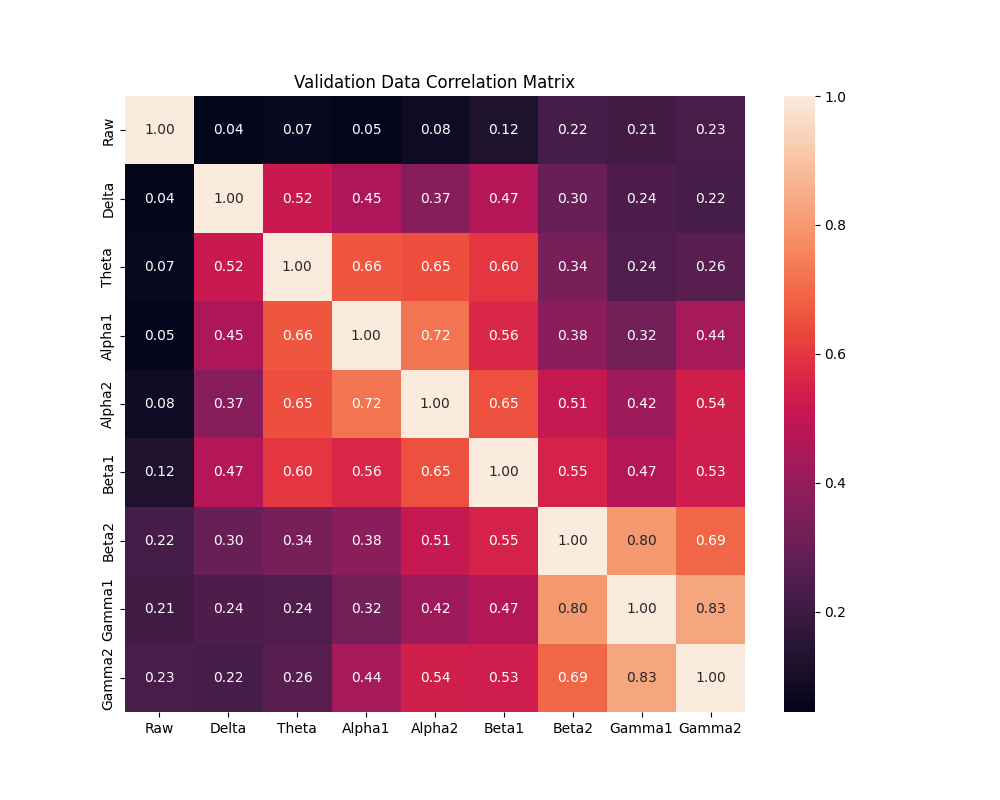 Validation Data Correlation Matrix
Raw 1.00 0.04 0.07 0.05 0.08 0.12 0.22 0.21 0.23
Delta 0.04 1.00 0.52 0.45 0.37 0.47 0.30 0.24 0.22
Theta 0.07 0.52 1.00 0.66 0.65 0.60 0.34 0.24 0.26
Alpha1 0.05 0.45 0.66 1.00 0.72 0.56 0.38 0.32 0.44
Alpha2 0.08 0.37 0.65 0.72 1.00 0.65 0.51 0.42 0.54
Beta1 0.12 0.47 0.60 0.56 0.65 1.00 0.55 0.47 0.53
Beta2 0.22 0.30 0.34 0.38 0.51 0.55 1.00 0.80 0.69
Gamma1 0.21 0.24 0.24 0.32 0.42 0.47 0.80 1.00 0.83
Gamma2 0.23 0.22 0.26 0.44 0.54 0.53 0.69 0.83 1.00
Raw Delta Theta Alpha1 Alpha2 Beta1 Beta2 Gamma1 Gamma2
1.0
0.8
0.6
0.4
0.2